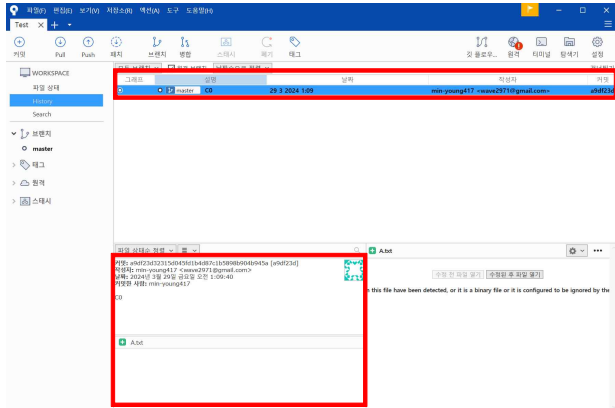 파일(F) 편집(E) 보기(V) 저장소(R) 액션(A) 도구 도움말(H)
Test
커밋 Pull Push 패치 브랜치 병합 스태시 폐기 태그 깃 플로우... 원격 터미널 탐색기 설정
WORKSPACE
파일 상태
History
Search
브랜치
master
태그
원격
스태시
그래프 설명 날짜 작성자 커밋
master C0 29 3 2024 1:09 min-young417 <wave2971@gmail.com> a9df23d
파일 상태순 정렬
커밋: a9df23d32315d045fd1b4d87c1b5898b904b945a [a9df23d]
작성자: min-young417 <wave2971@gmail.com>
날짜: 2024년 3월 29일 금요일 오전 1:09:40
커밋한 사람: min-young417
C0
A.txt
A.txt
수정 전 파일 열기 수정된 후 파일 열기
this file have been detected, or it is a binary file or it is configured to be ignored by the